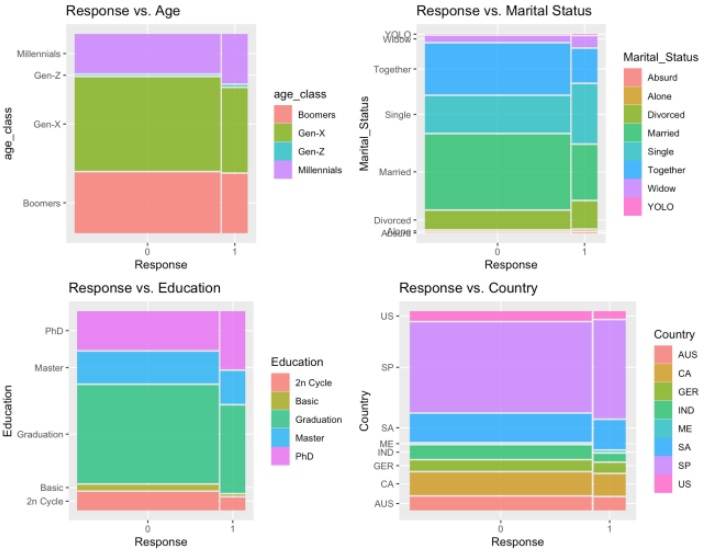 Response vs. Age
age_class
Millennials
Gen-Z
Gen-X
Boomers
0 1
Response
age_class
Boomers
Gen-X
Gen-Z
Millennials
Response vs. Marital Status
Marital_Status
YOLO
Widow
Together
Single
Married
Divorced
Alone
Absurd
0 1
Response
Marital_Status
Absurd
Alone
Divorced
Married
Single
Together
Widow
YOLO
Response vs. Education
Education
PhD
Master
Graduation
Basic
2n Cycle
0 1
Response
Education
2n Cycle
Basic
Graduation
Master
PhD
Response vs. Country
Country
US
SP
SA
ME
IND
GER
CA
AUS
0 1
Response
Country
AUS
CA
GER
IND
ME
SA
SP
US